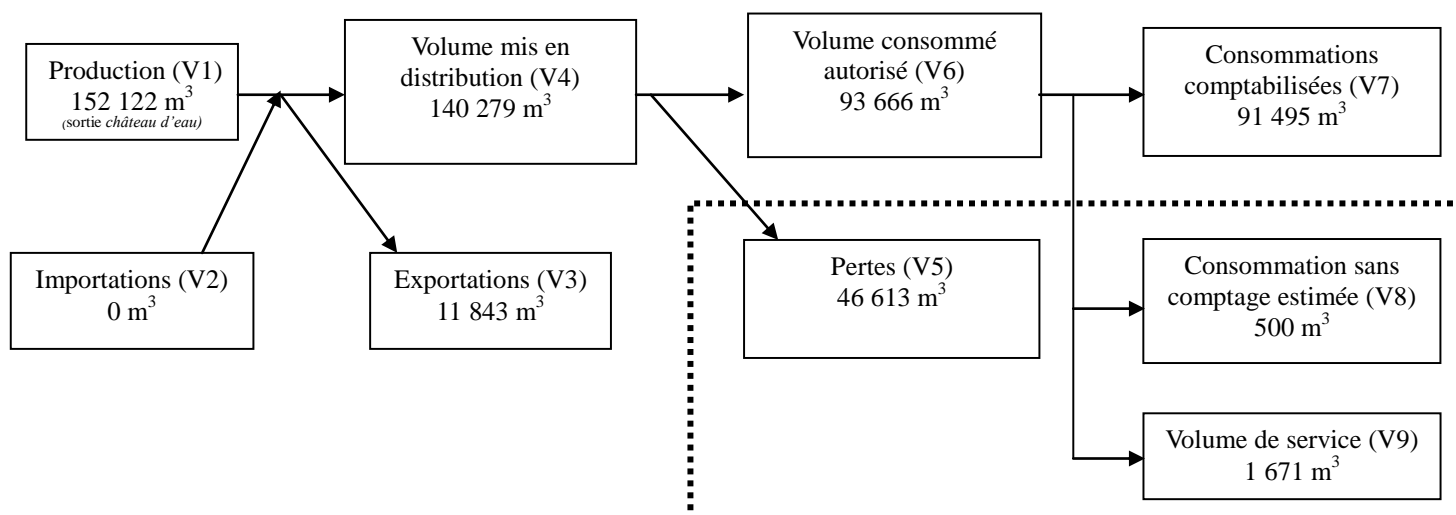 Production (V1)
152 122 m³
(sortie château d’eau)
Volume mis en
distribution (V4)
140 279 m³
Volume consommé
autorisé (V6)
93 666 m³
Consommations
comptabilisées (V7)
91 495 m³
Importations (V2)
0 m³
Exportations (V3)
11 843 m³
Pertes (V5)
46 613 m³
Consommation sans
comptage estimée (V8)
500 m³
Volume de service (V9)
1 671 m³